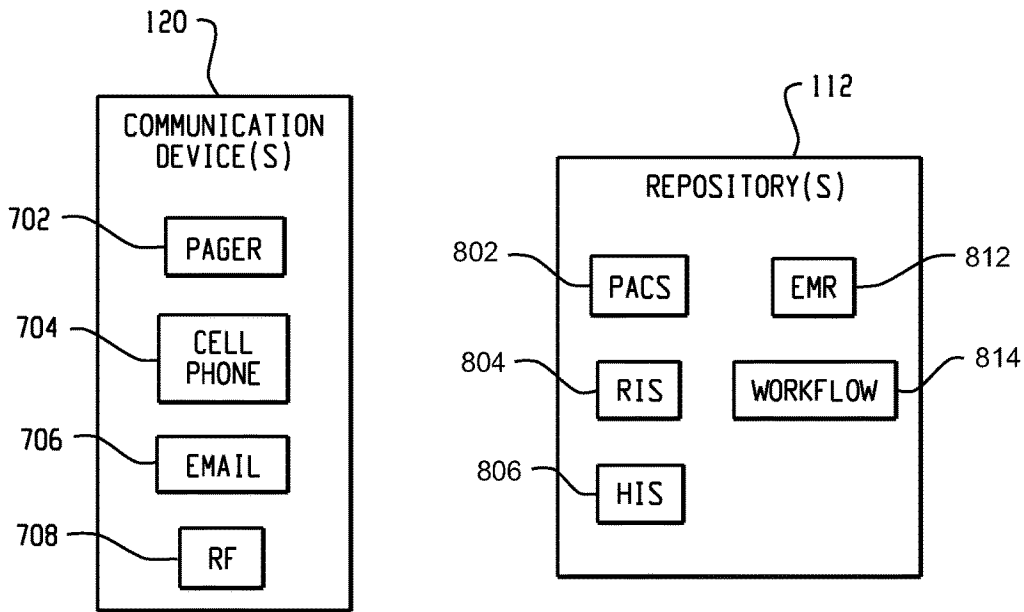 120
COMMUNICATION
DEVICE(S)
702
PAGER
704
CELL
PHONE
706
EMAIL
708
RF
112
REPOSITORY(S)
802
PACS
EMR
812
804
RIS
WORKFLOW
814
806
HIS